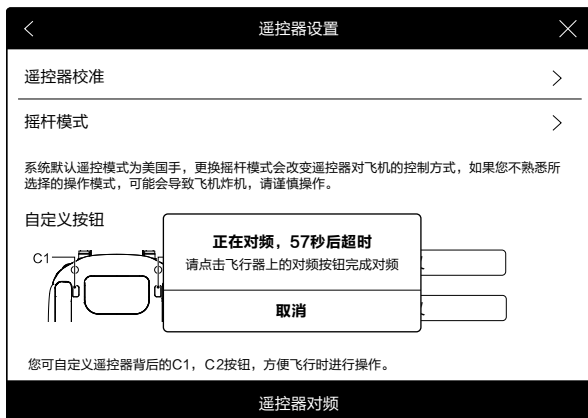 遥控器设置
遥控器校准
摇杆模式
系统默认遥控模式为美国手，更换摇杆模式会改变遥控器对飞机的控制方式，如果您不熟悉所
选择的操作模式，可能会导致飞机炸机，请谨慎操作。
自定义按钮
C1
正在对频，57秒后超时
请点击飞行器上的对频按钮完成对频
取消
您可自定义遥控器背后的C1，C2按钮，方便飞行时进行操作。
遥控器对频